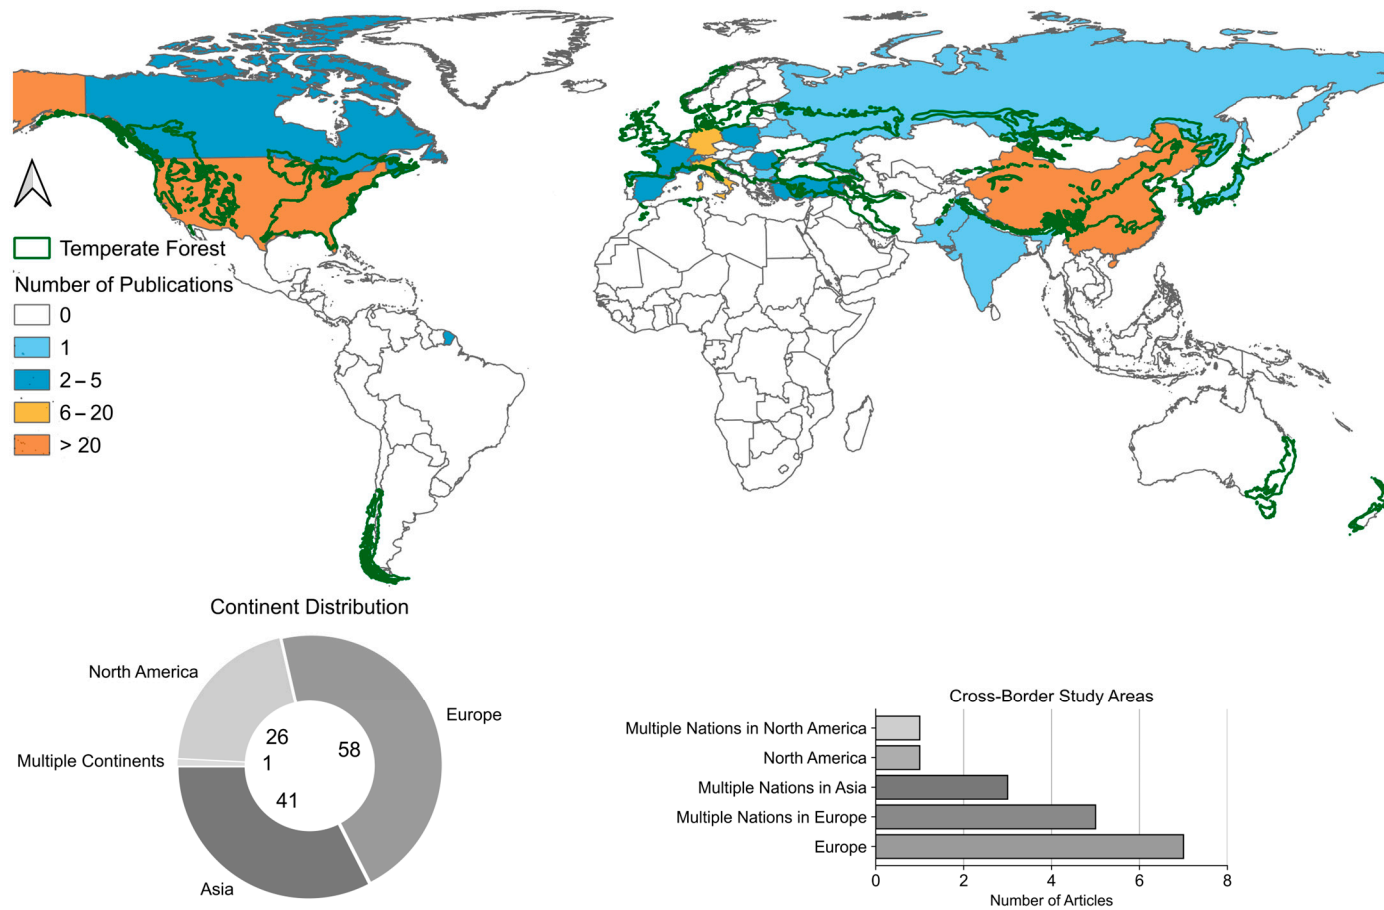 Temperate Forest
Number of Publications
0
1
2 – 5
6 – 20
> 20
Continent Distribution
North America
Europe
Multiple Continents
Asia
26
58
1
41
Cross-Border Study Areas
Multiple Nations in North America
North America
Multiple Nations in Asia
Multiple Nations in Europe
Europe
0 2 4 6 8
Number of Articles